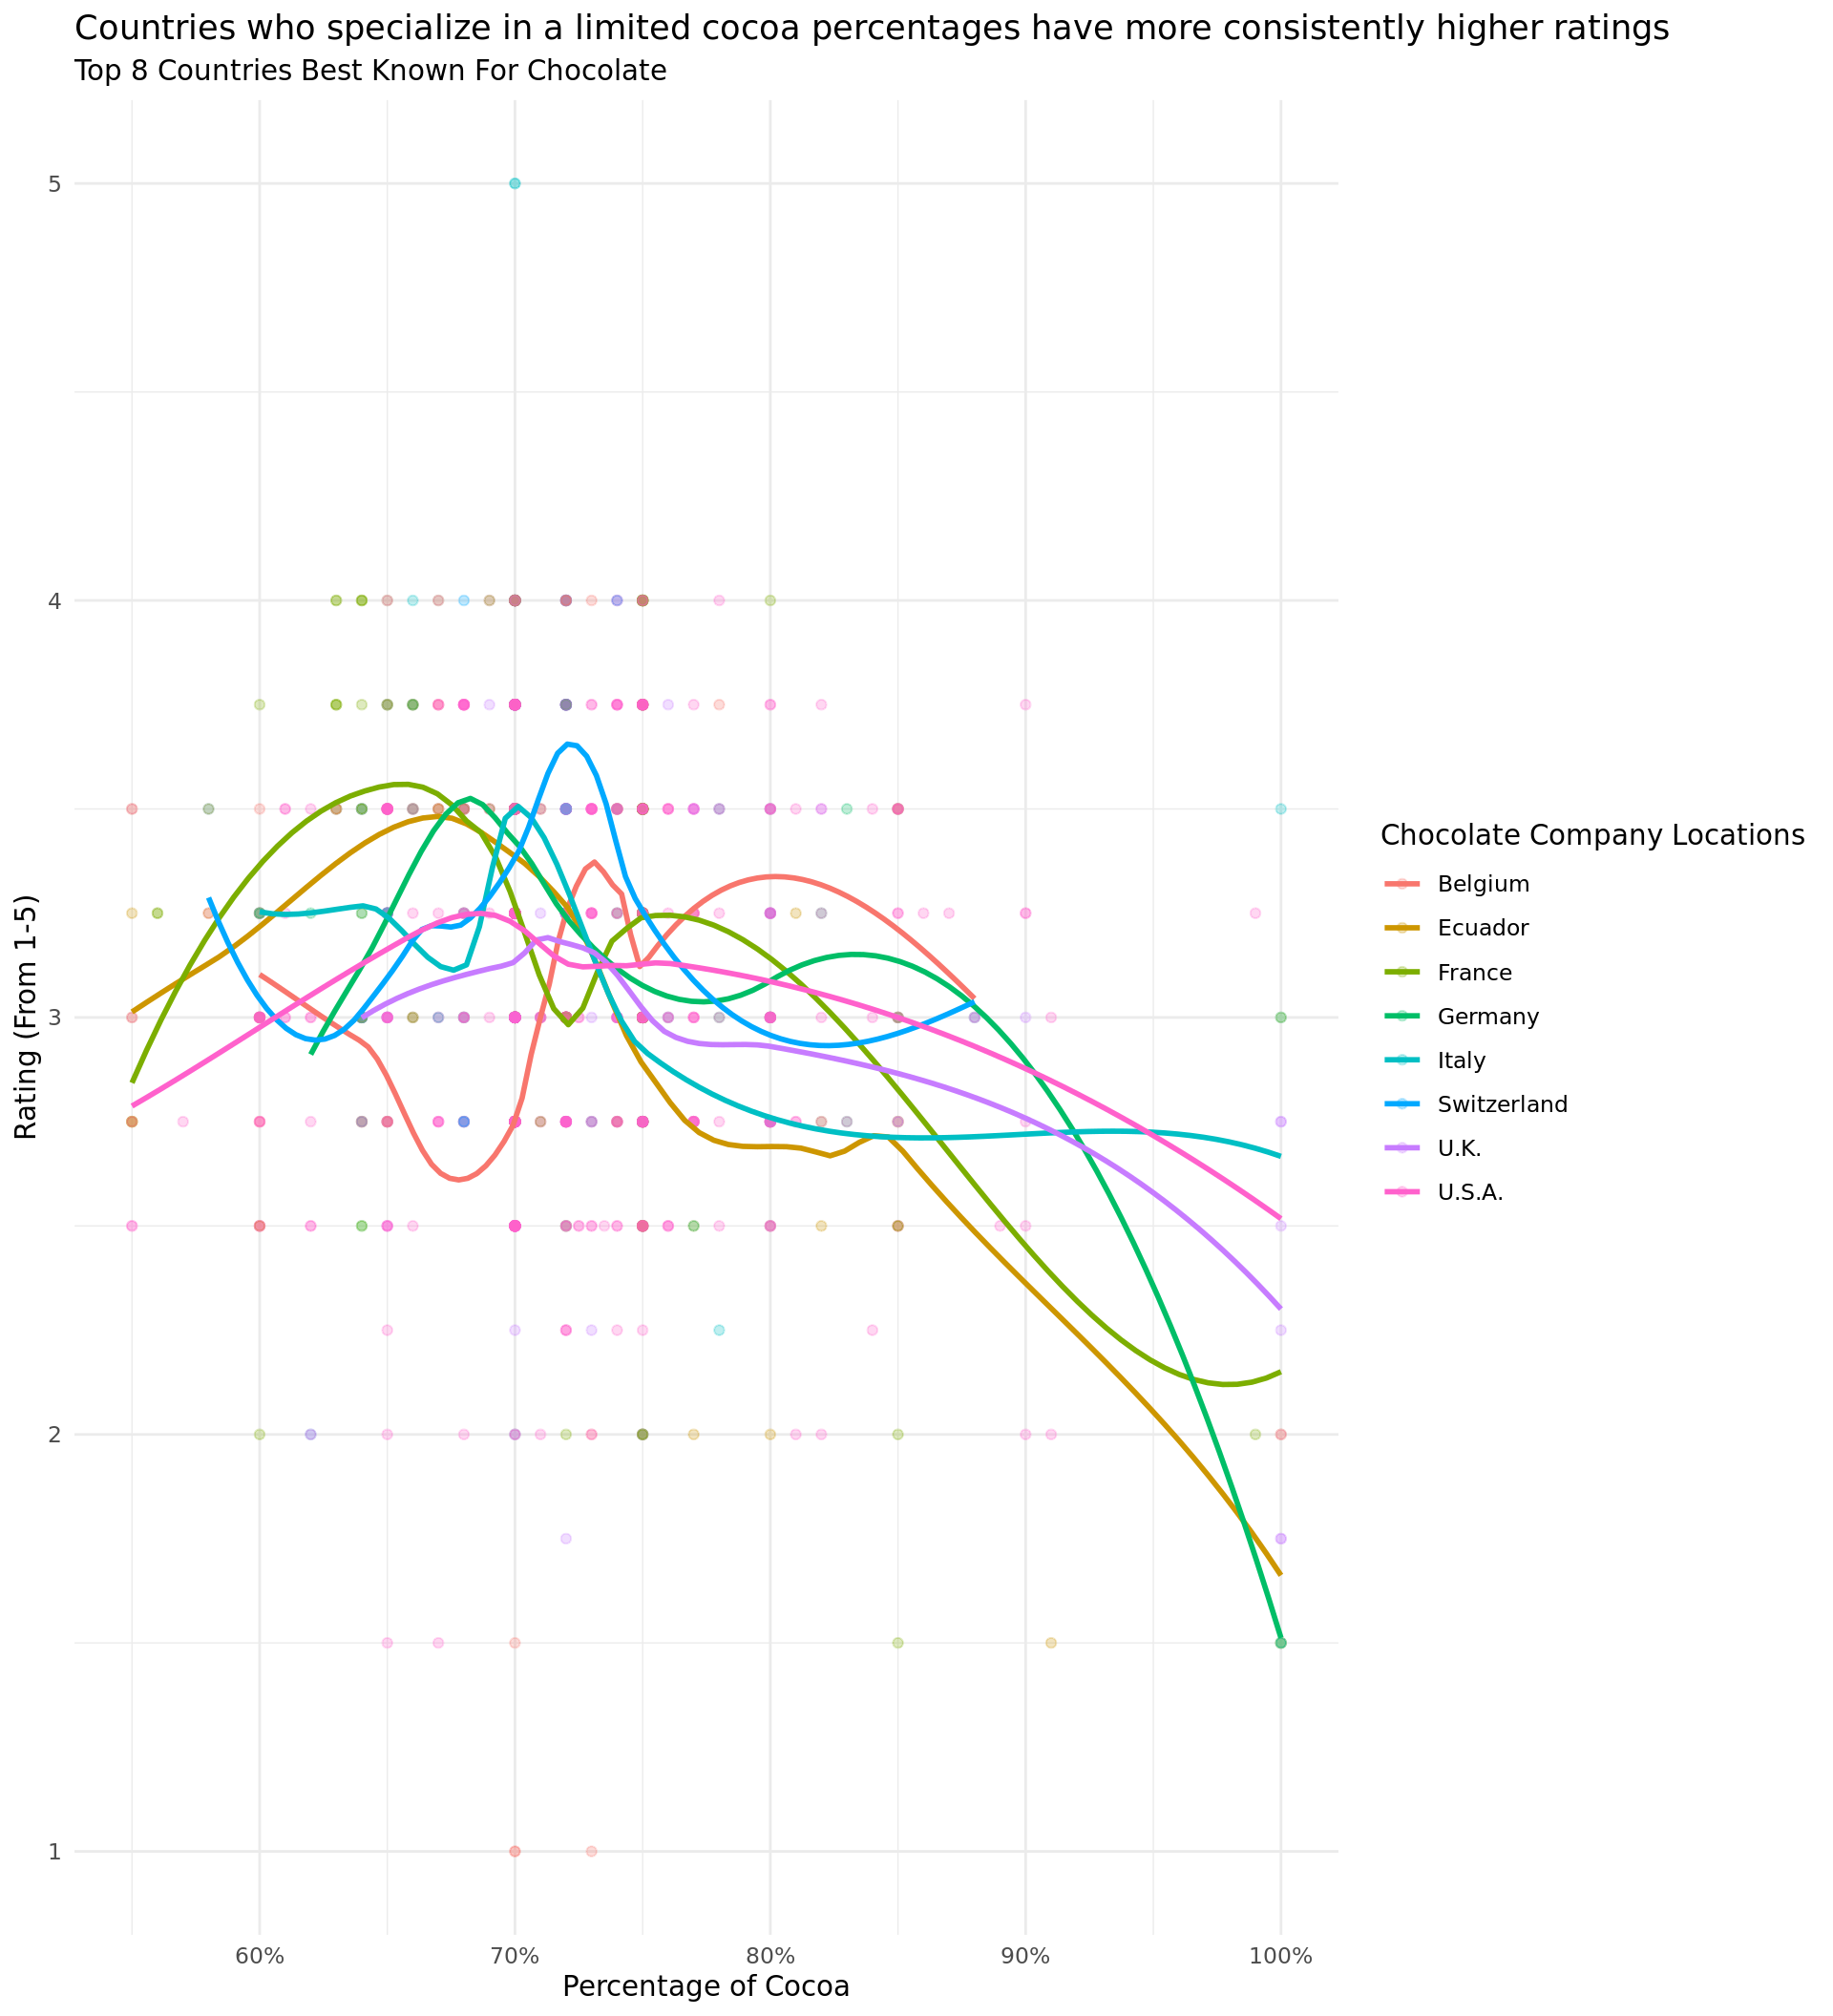 Countries who specialize in a limited cocoa percentages have more consistently higher ratings
Top 8 Countries Best Known For Chocolate
5
4
3
2
1
Rating (From 1-5)
60%
70%
80%
90%
100%
Percentage of Cocoa
Chocolate Company Locations
Belgium
Ecuador
France
Germany
Italy
Switzerland
U.K.
U.S.A.